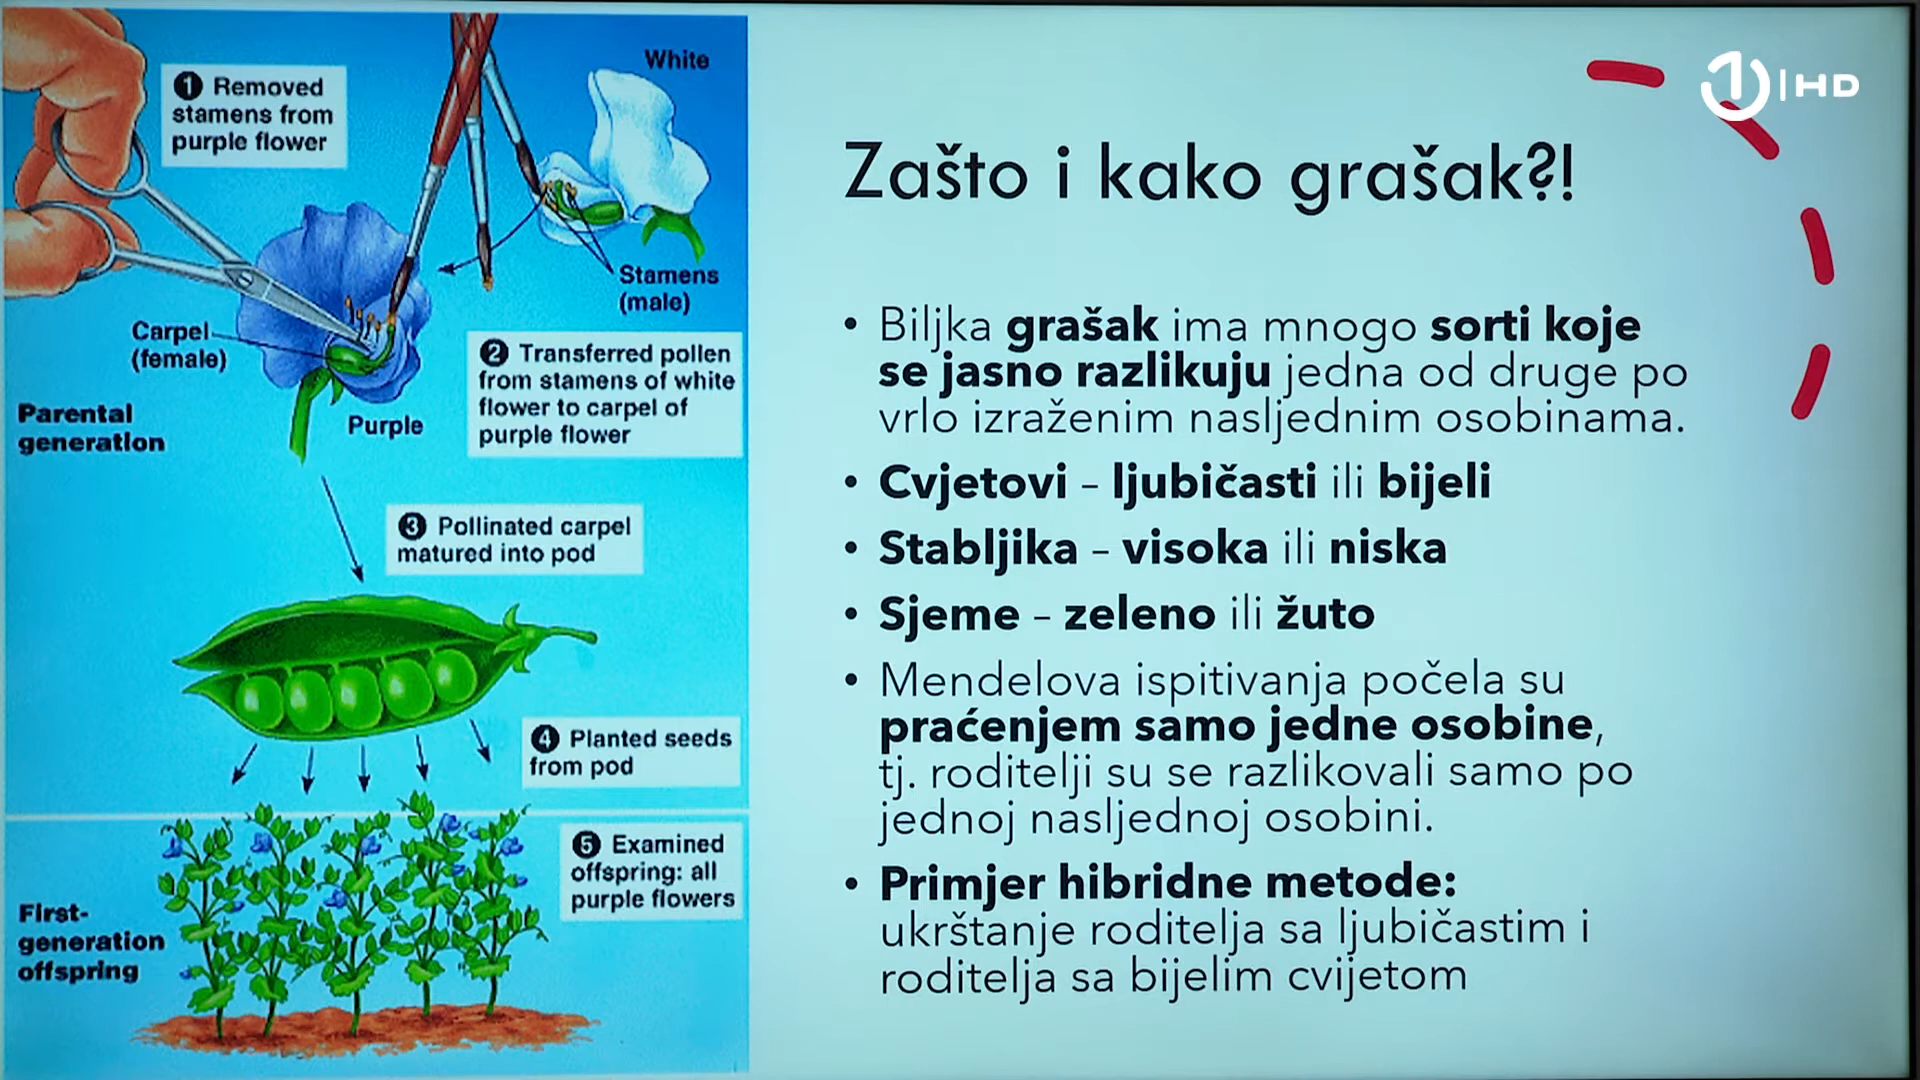 1 Removed
stamens from
purple flower
White
Stamens
(male)
Carpel
(female)
2 Transferred pollen
from stamens of white
flower to carpel of
purple flower
Parental
generation
Purple
3 Pollinated carpel
matured into pod
4 Planted seeds
from pod
5 Examined
offspring: all
purple flowers
First-
generation
offspring
1 HD
Zašto i kako grašak?!
• Biljka grašak ima mnogo sorti koje
se jasno razlikuju jedna od druge po
vrlo izraženim nasljednim osobinama.
• Cvjetovi – ljubičasti ili bijeli
• Stabljika – visoka ili niska
• Sjeme – zeleno ili žuto
• Mendelova ispitivanja počela su
praćenjem samo jedne osobine,
tj. roditelji su se razlikovali samo po
jednoj nasljednoj osobini.
• Primjer hibridne metode:
ukrštanje roditelja sa ljubičastim i
roditelja sa bijelim cvijetom